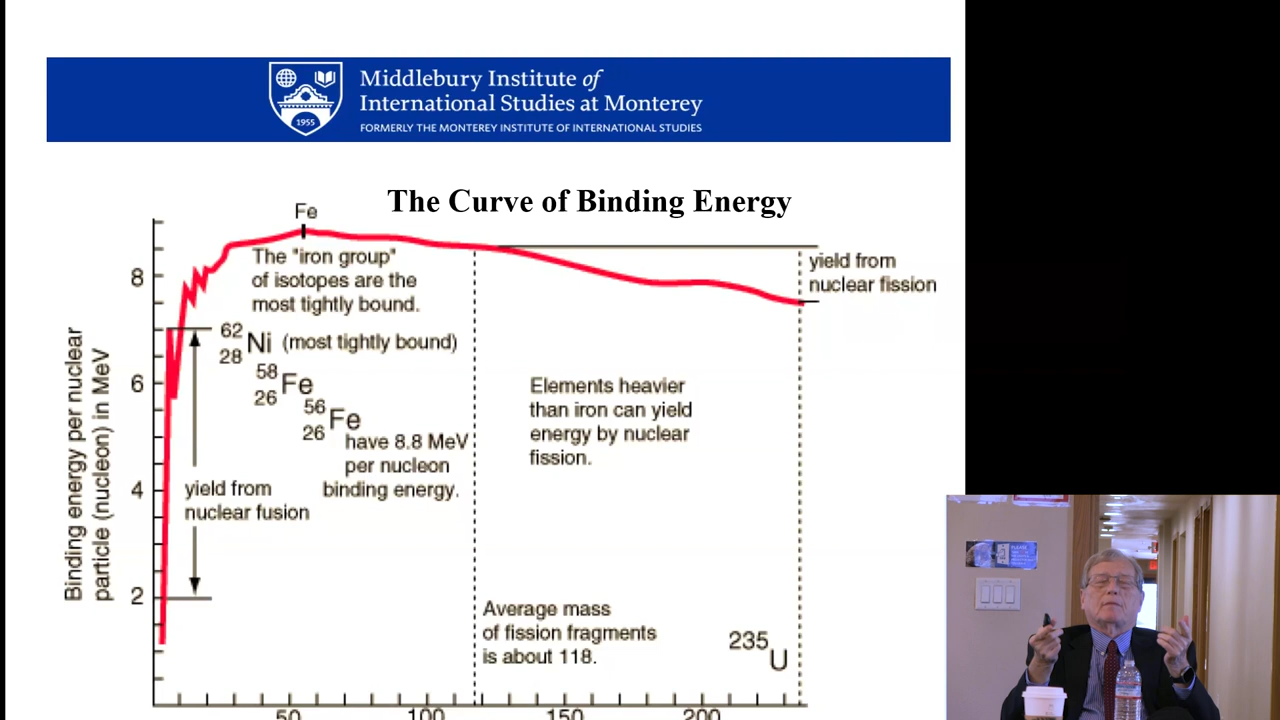 Middlebury Institute of
International Studies at Monterey
FORMERLY THE MONTEREY INSTITUTE OF INTERNATIONAL STUDIES
1955
The Curve of Binding Energy
Fe
The "iron group"
of isotopes are the
most tightly bound.
62
28 Ni (most tightly bound)
58
26 Fe
56
26 Fe
have 8.8 MeV
per nucleon
binding energy.
yield from
nuclear fusion
yield from
nuclear fission
Elements heavier
than iron can yield
energy by nuclear
fission.
Average mass
of fission fragments
is about 118.
235 U
Binding energy per nuclear
particle (nucleon) in MeV
8
6
4
2
50
100
150
200